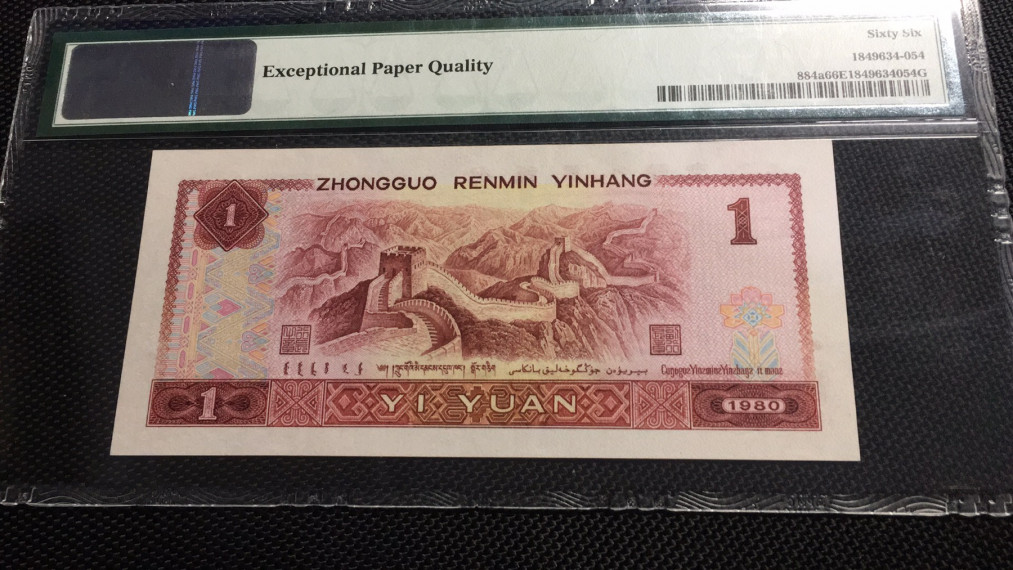 Sixty Six
Exceptional Paper Quality
1849634-054
884a66E1849634054G
ZHONGGUO RENMIN YINHANG
1
1
1
YI YUAN
1980